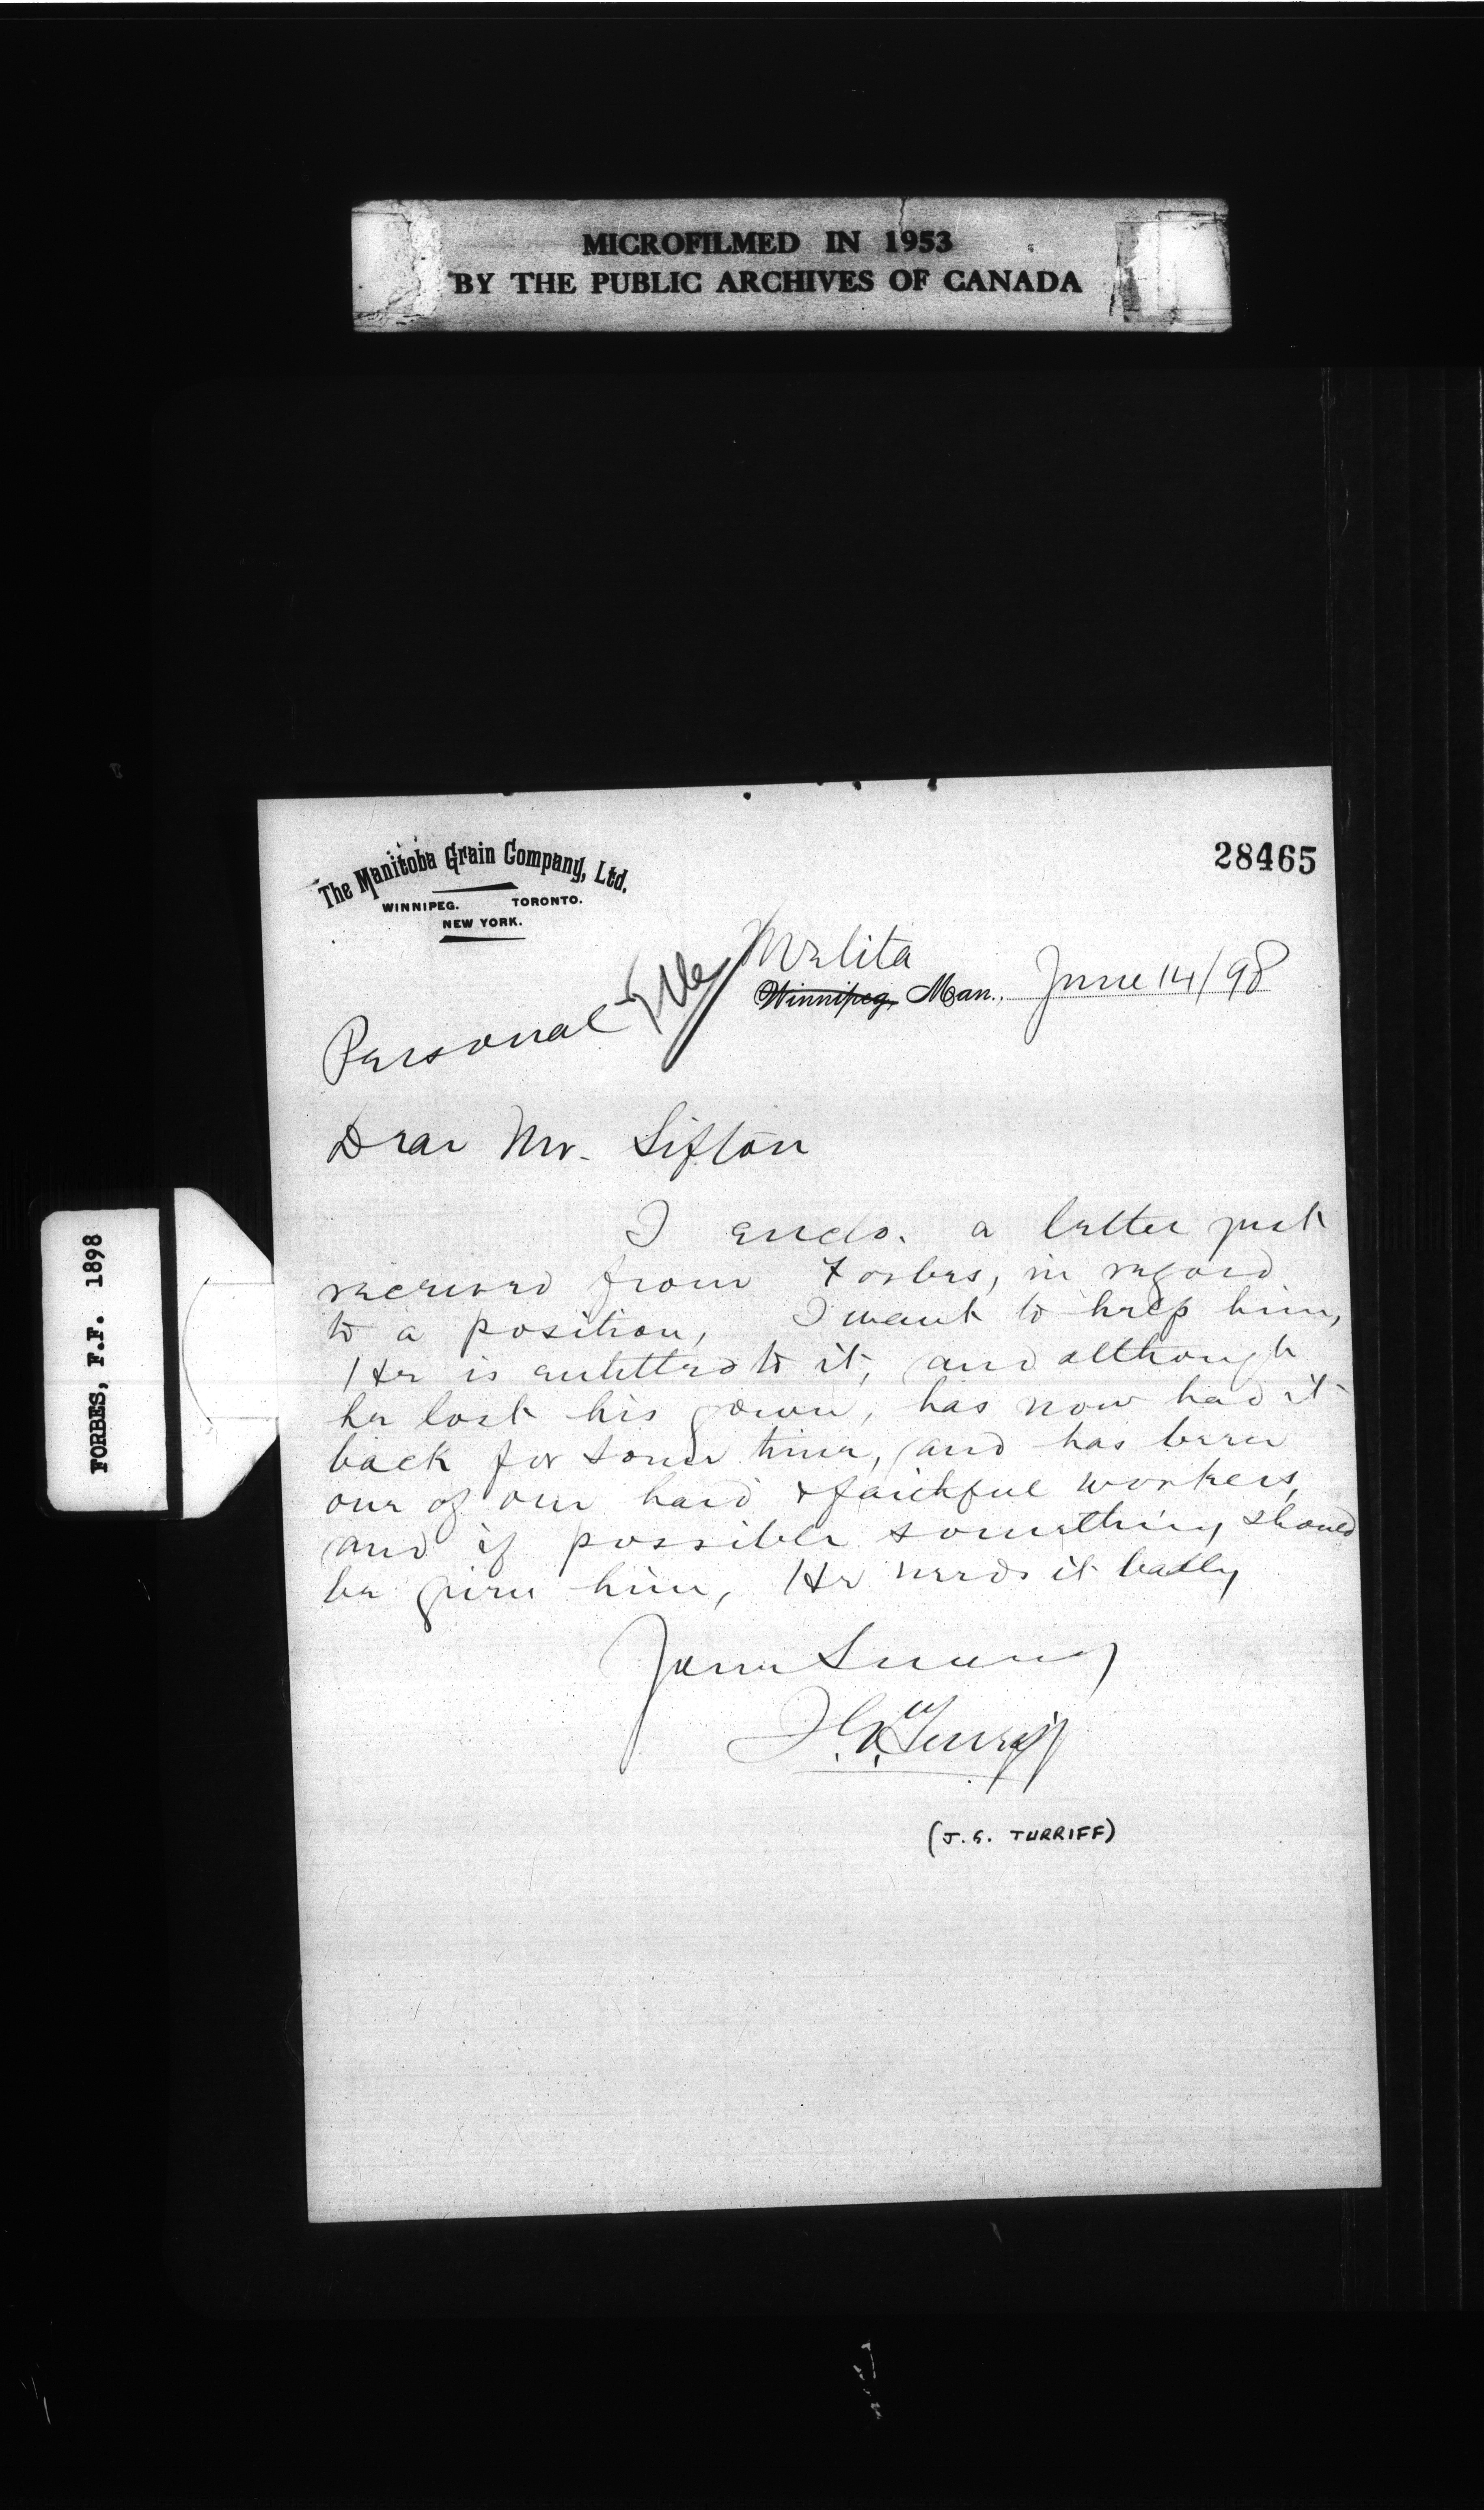 MICROFILMED IN 1953
BY THE PUBLIC ARCHIVES OF CANADA
FORBES, F.F. 1898
28465
The Manitoba Grain Company, Ltd.
WINNIPEG. TORONTO.
NEW YORK.
Melita
Winnipeg, Man., June 14/98
Personal
Dear Mr. Sifton
I enclo. a letter just
received from Forbes, in regard
to a position, I want to help him,
He is entitled to it, and although
he lost his gown, has now had it
back for some time, and has been
one of our hard & faithful workers,
and if possible something should
be given him, He needs it badly
Yours Sincerely
J. G. Turriff
(J. G. TURRIFF)